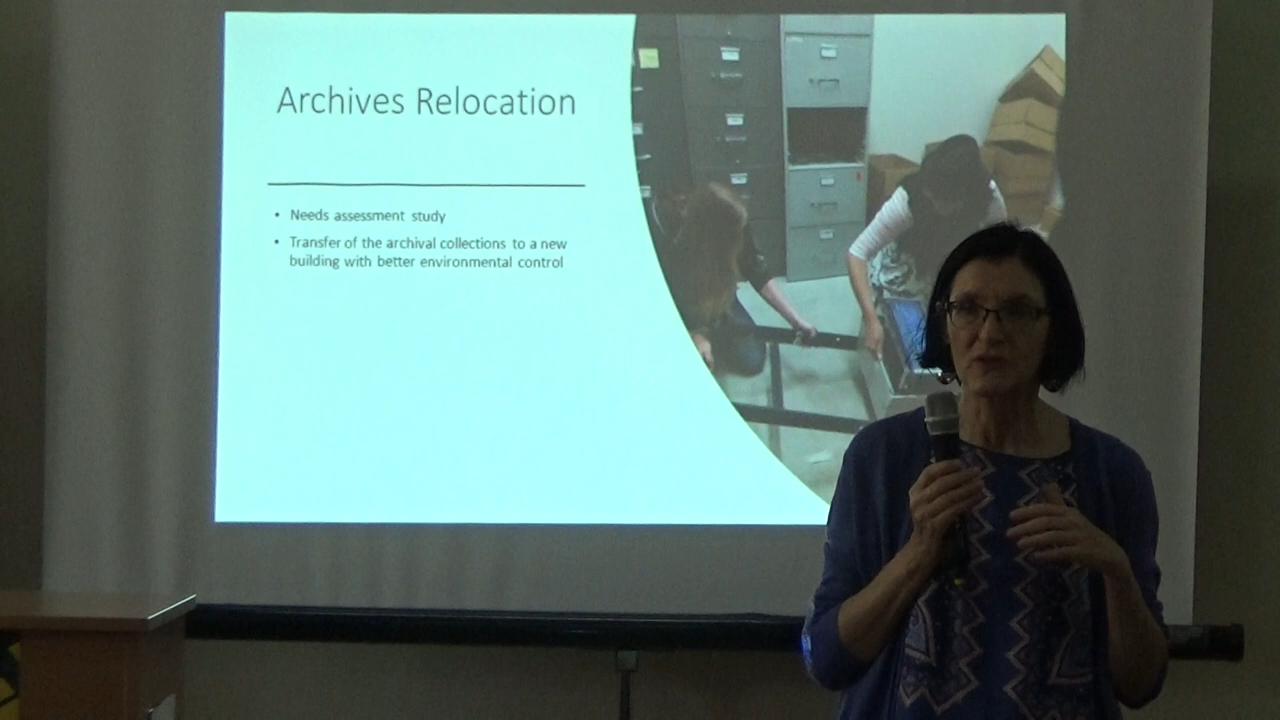 Archives Relocation
• Needs assessment study
• Transfer of the archival collections to a new
building with better environmental control